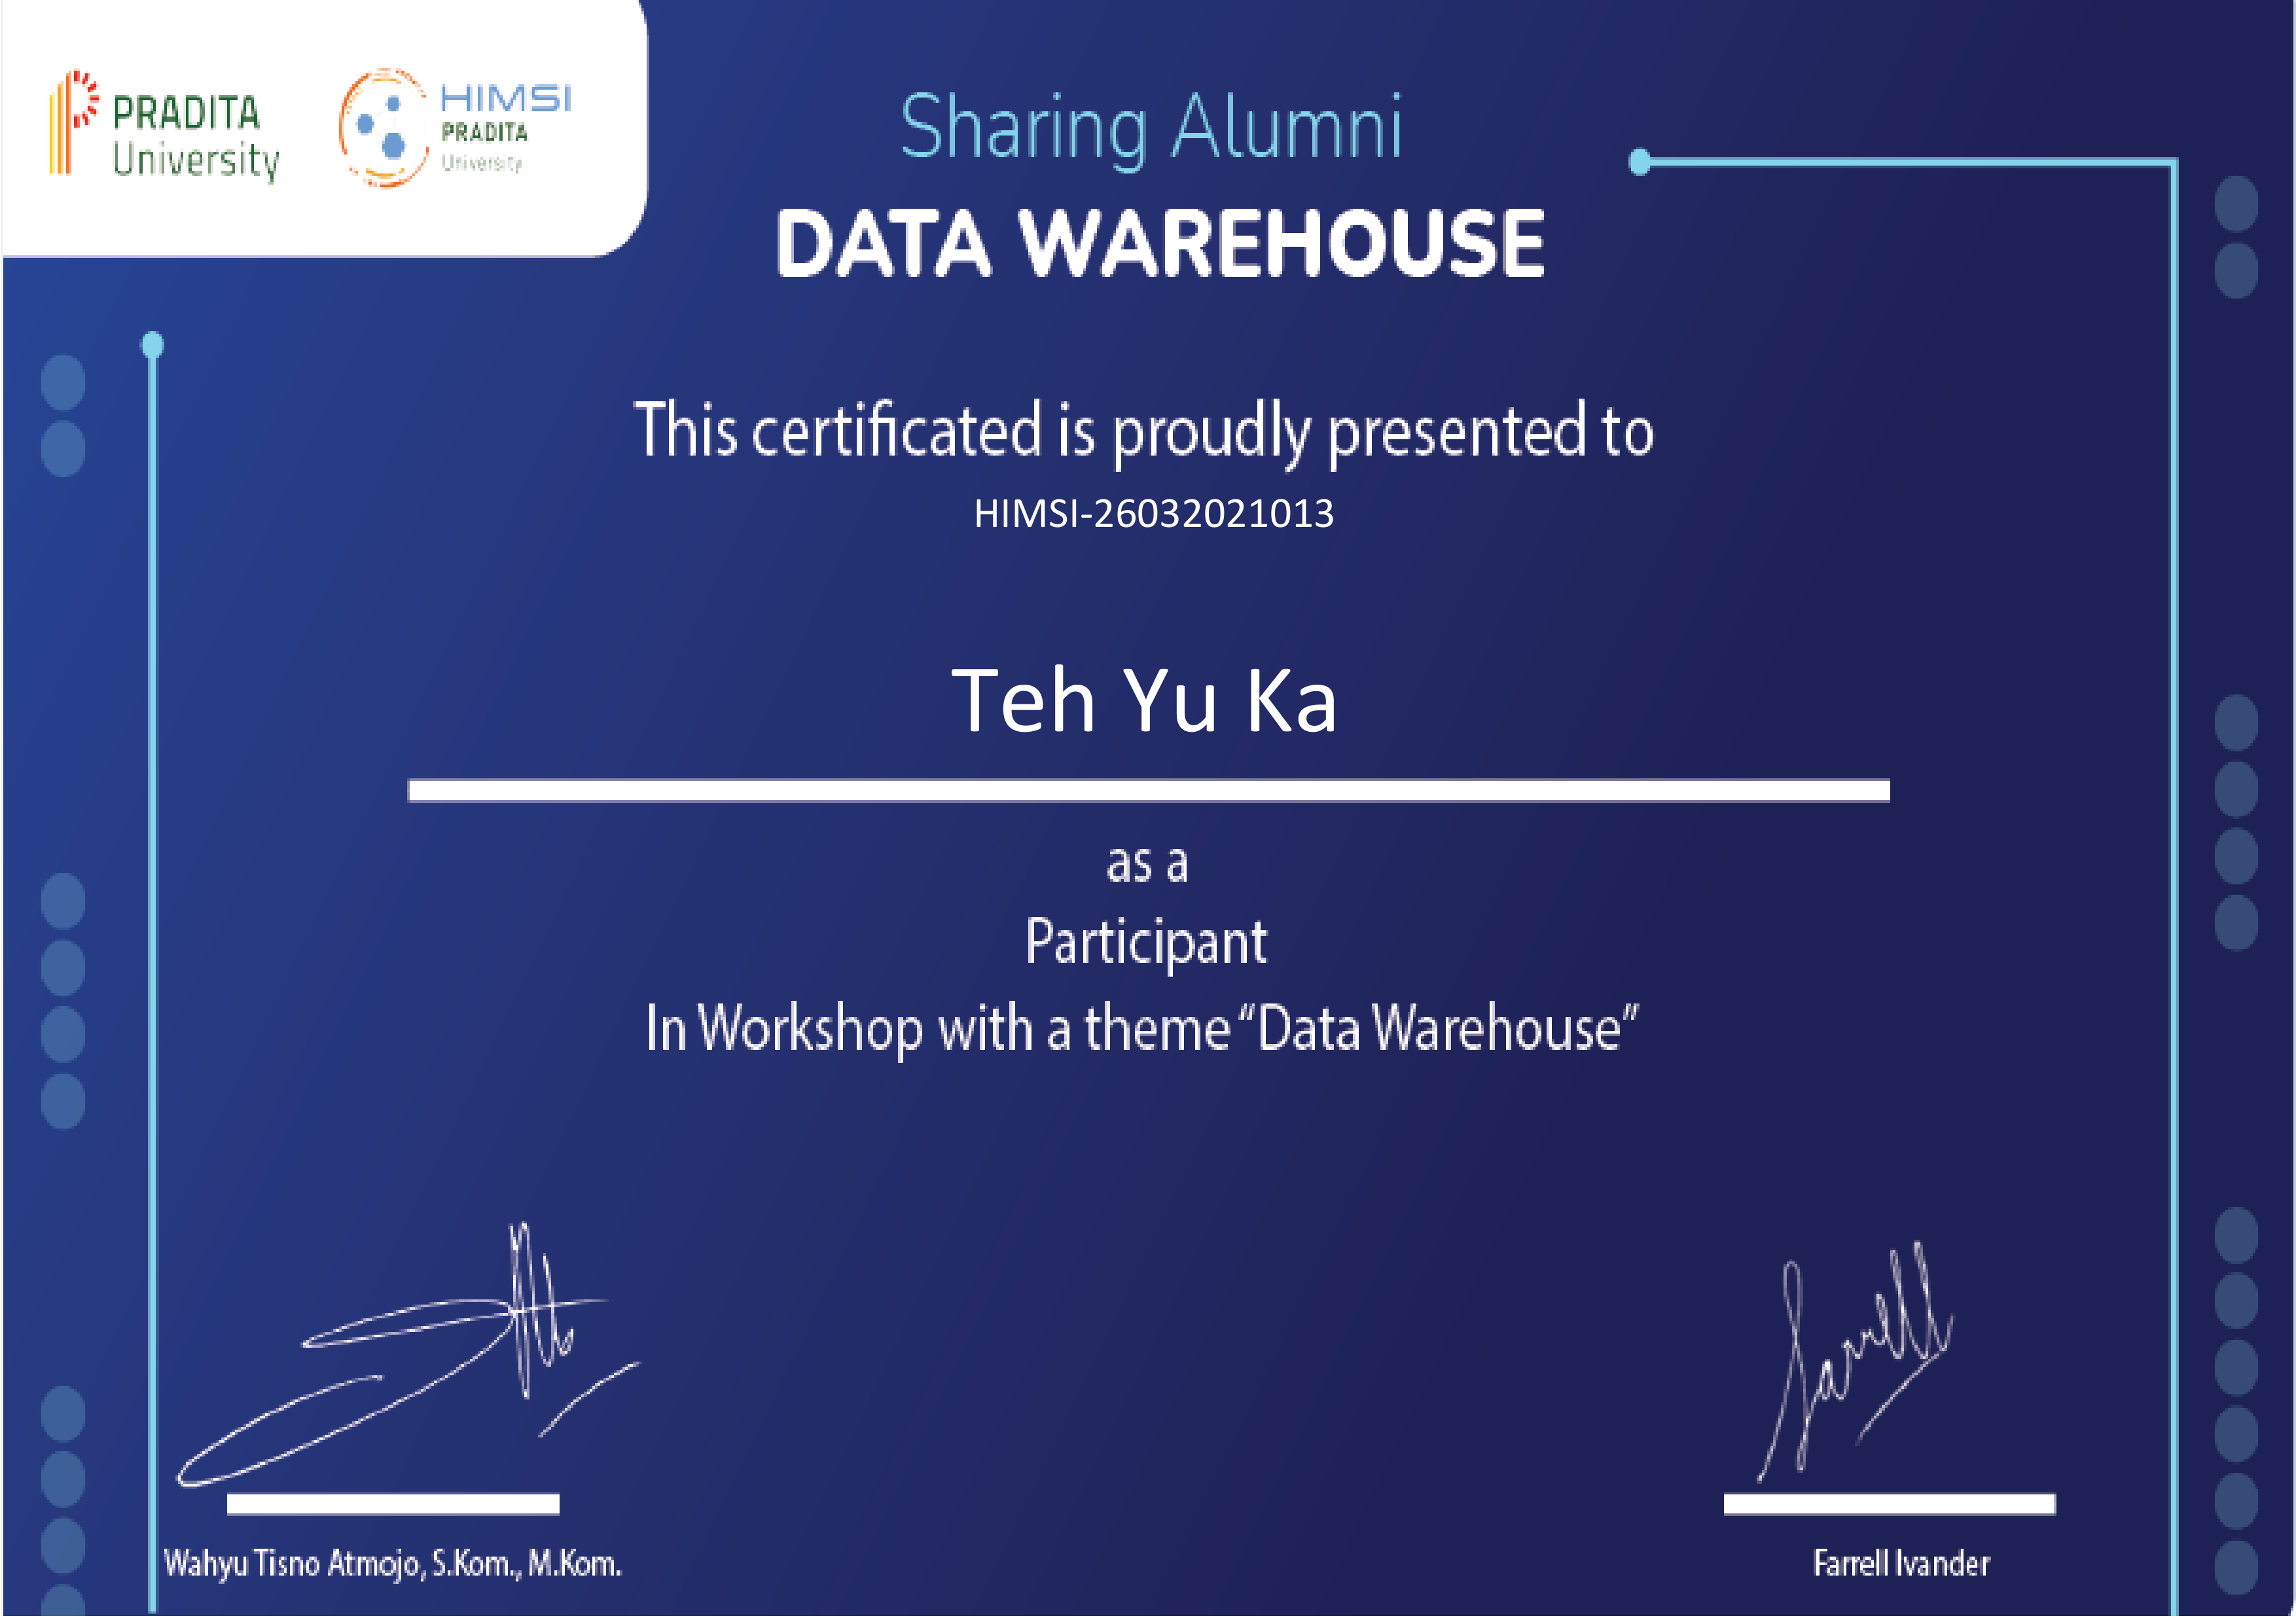 PRADITA
University
HIMSI
PRADITA
University
Sharing Alumni
DATA WAREHOUSE
This certificated is proudly presented to
HIMSI-26032021013
Teh Yu Ka
as a
Participant
In Workshop with a theme “Data Warehouse”
Farrell
Wahyu Tisno Atmojo, S.Kom., M.Kom.
Farrell Ivander